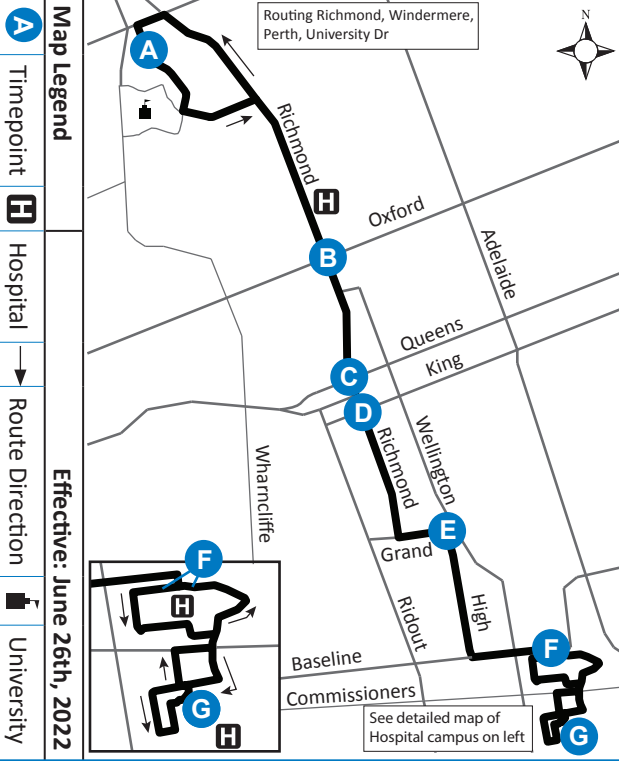 Routing Richmond, Windermere,
Perth, University Dr
N
A
Richmond
H
Oxford
B
Adelaide
Queens
King
C
D
Richmond
Wellington
E
Grand
Wharncliffe
Ridout
High
F
Baseline
Commissioners
G
See detailed map of
Hospital campus on left
F
H
G
H
Map Legend
Effective: June 26th, 2022
A Timepoint H Hospital Route Direction University